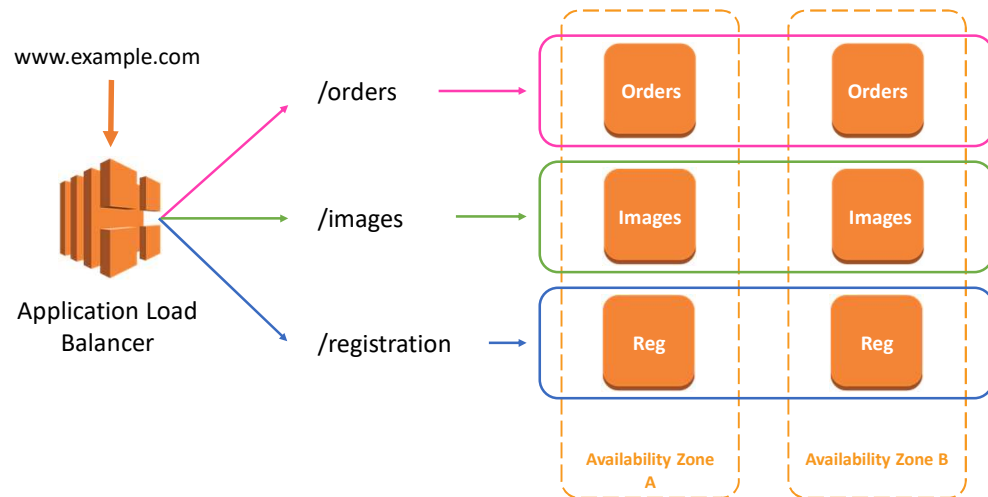 www.example.com
/orders
Orders
Orders
/images
Images
Images
Application Load
Balancer
/registration
Reg
Reg
Availability Zone
A
Availability Zone B